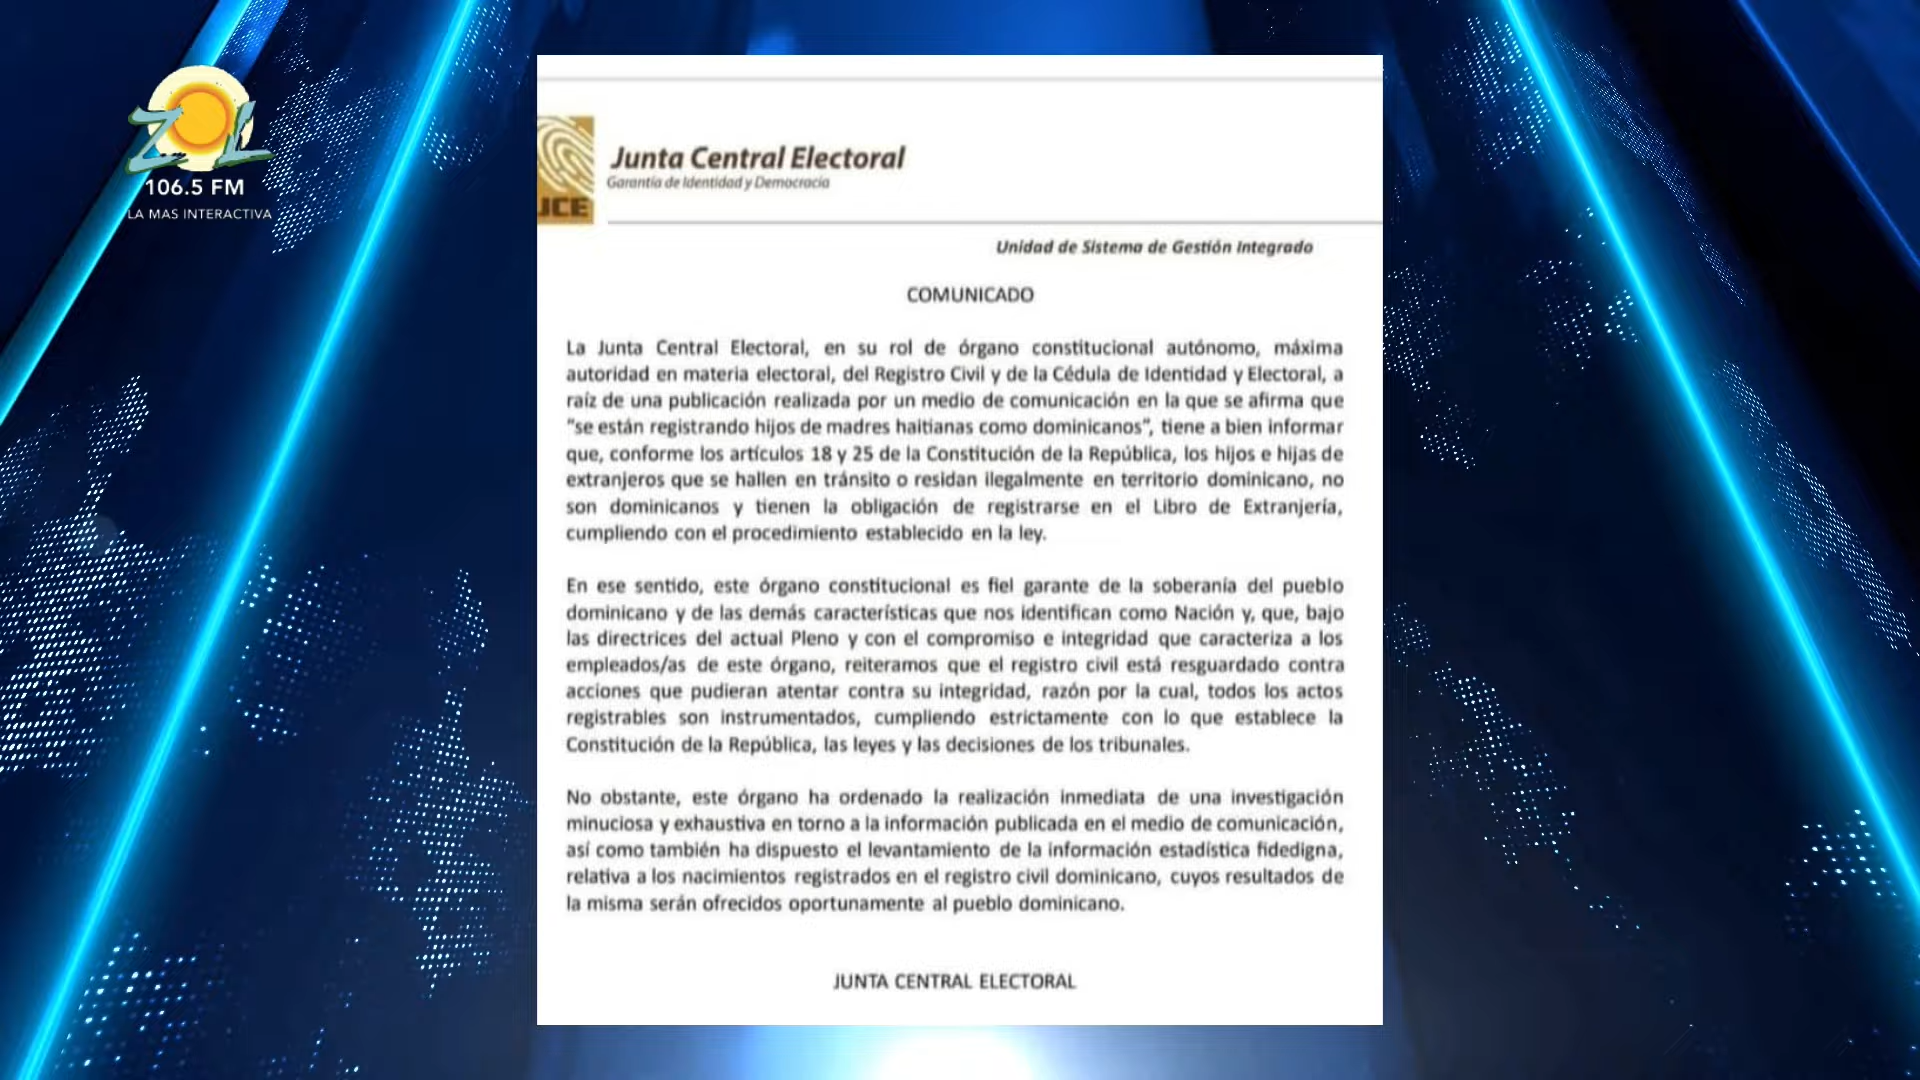 ZOL
106.5 FM
LA MAS INTERACTIVA
JCE
Junta Central Electoral
Garantía de Identidad y Democracia
Unidad de Sistema de Gestión Integrado
COMUNICADO
La Junta Central Electoral, en su rol de órgano constitucional autónomo, máxima
autoridad en materia electoral, del Registro Civil y de la Cédula de Identidad y Electoral, a
raíz de una publicación realizada por un medio de comunicación en la que se afirma que
"se están registrando hijos de madres haitianas como dominicanos", tiene a bien informar
que, conforme los artículos 18 y 25 de la Constitución de la República, los hijos e hijas de
extranjeros que se hallen en tránsito o residan ilegalmente en territorio dominicano, no
son dominicanos y tienen la obligación de registrarse en el Libro de Extranjería,
cumpliendo con el procedimiento establecido en la ley.
En ese sentido, este órgano constitucional es fiel garante de la soberanía del pueblo
dominicano y de las demás características que nos identifican como Nación y, que, bajo
las directrices del actual Pleno y con el compromiso e integridad que caracteriza a los
empleados/as de este órgano, reiteramos que el registro civil está resguardado contra
acciones que pudieran atentar contra su integridad, razón por la cual, todos los actos
registrables son instrumentados, cumpliendo estrictamente con lo que establece la
Constitución de la República, las leyes y las decisiones de los tribunales.
No obstante, este órgano ha ordenado la realización inmediata de una investigación
minuciosa y exhaustiva en torno a la información publicada en el medio de comunicación,
así como también ha dispuesto el levantamiento de la información estadística fidedigna,
relativa a los nacimientos registrados en el registro civil dominicano, cuyos resultados de
la misma serán ofrecidos oportunamente al pueblo dominicano.
JUNTA CENTRAL ELECTORAL